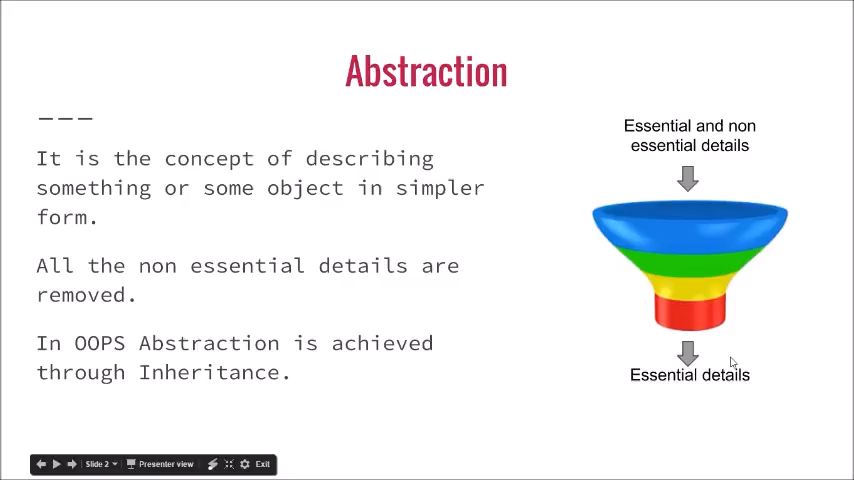 Abstraction
It is the concept of describing
something or some object in simpler
form.
All the non essential details are
removed.
In OOPS Abstraction is achieved
through Inheritance.
Essential and non
essential details
Essential details
Slide 2
Presenter view
Exit